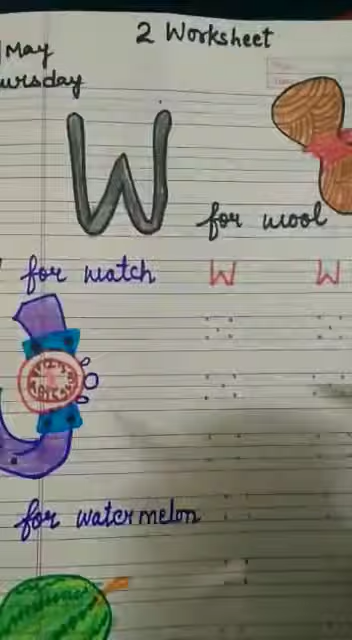 2 Worksheet
May
ursday
W
for wool
for watch W W
for watermelon